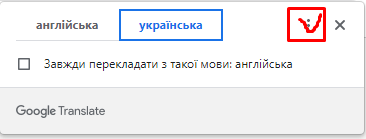 англійська українська
Завжди перекладати з такої мови: англійська
Google Translate